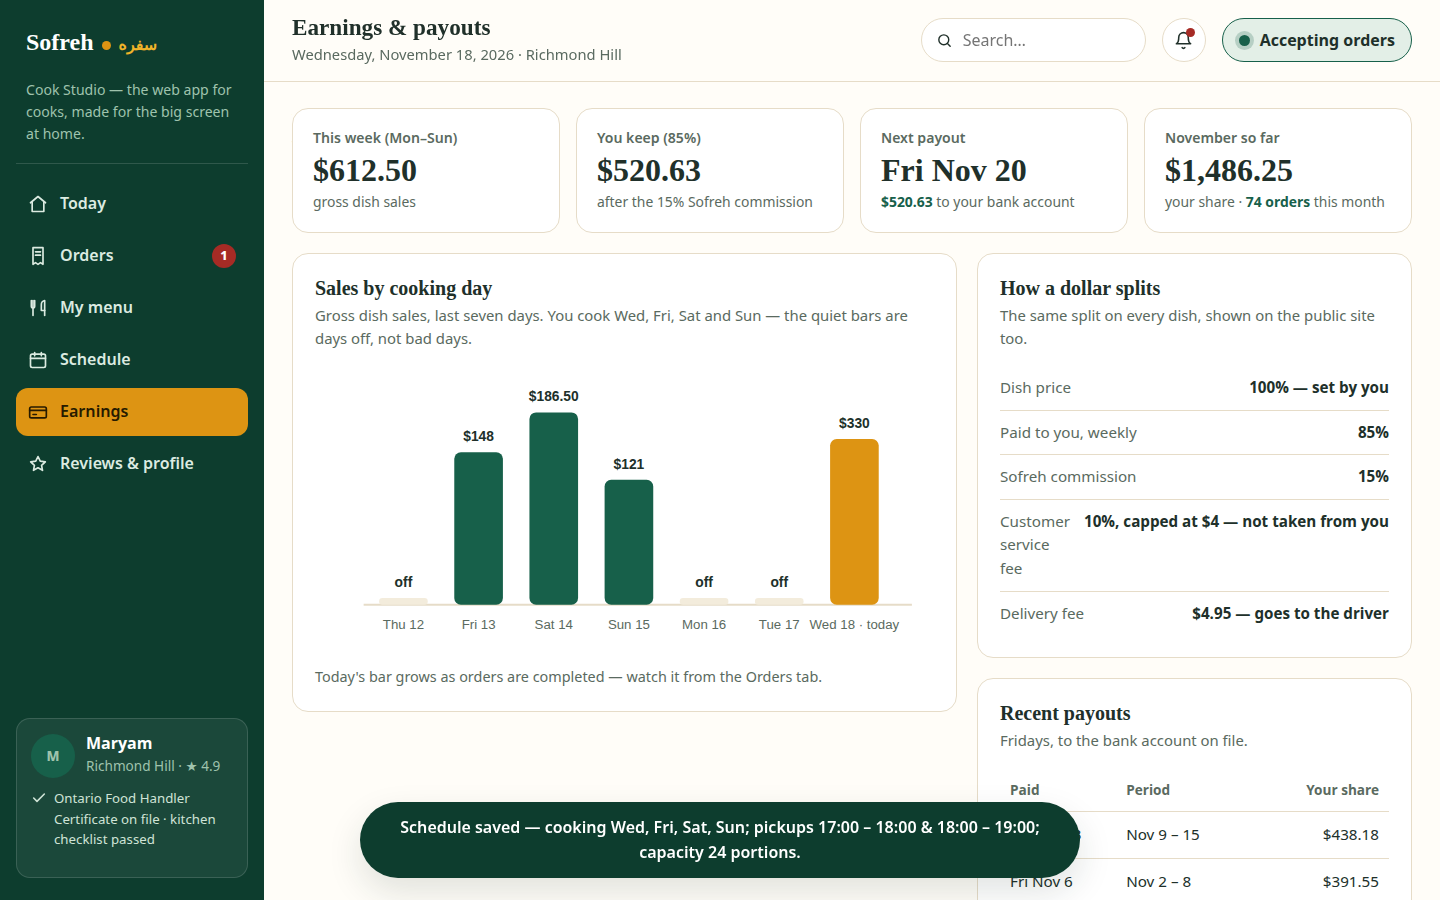 Sofreh سفره
Cook Studio — the web app for
cooks, made for the big screen
at home.
Today
Orders 1
My menu
Schedule
Earnings
Reviews & profile
M
Maryam
Richmond Hill · ★ 4.9
Ontario Food Handler
Certificate on file · kitchen
checklist passed
Earnings & payouts
Wednesday, November 18, 2026 · Richmond Hill
Search...
Accepting orders
This week (Mon–Sun)
$612.50
gross dish sales
You keep (85%)
$520.63
after the 15% Sofreh commission
Next payout
Fri Nov 20
$520.63 to your bank account
November so far
$1,486.25
your share · 74 orders this month
Sales by cooking day
Gross dish sales, last seven days. You cook Wed, Fri, Sat and Sun — the quiet bars are
days off, not bad days.
off
$148
$186.50
$121
off
off
$330
Thu 12
Fri 13
Sat 14
Sun 15
Mon 16
Tue 17
Wed 18 · today
Today's bar grows as orders are completed — watch it from the Orders tab.
How a dollar splits
The same split on every dish, shown on the public site
too.
Dish price 100% — set by you
Paid to you, weekly 85%
Sofreh commission 15%
Customer 10%, capped at $4 — not taken from you
service
fee
Delivery fee $4.95 — goes to the driver
Recent payouts
Fridays, to the bank account on file.
Paid Period Your share
Nov 9 – 15 $438.18
Fri Nov 6 Nov 2 – 8 $391.55
Schedule saved — cooking Wed, Fri, Sat, Sun; pickups 17:00 – 18:00 & 18:00 – 19:00;
capacity 24 portions.